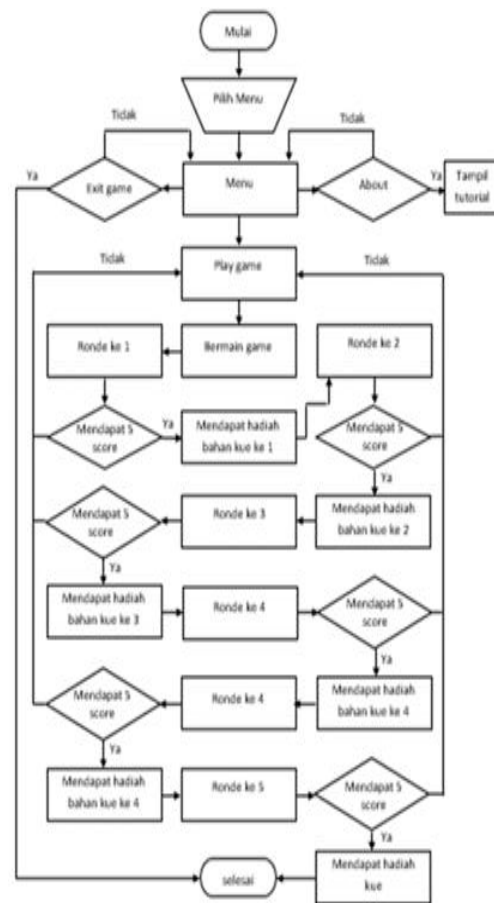 Mulai
Pilih Menu
Tidak
Tidak
Ya
Exit game
Menu
About
Ya
Tampil
tutorial
Tidak
Play game
Tidak
Ronde ke 1
Bermain game
Ronde ke 2
Mendapat 5
score
Ya
Mendapat hadiah
bahan kue ke 1
Mendapat 5
score
Ya
Mendapat 5
score
Ronde ke 3
Mendapat hadiah
bahan kue ke 2
Ya
Mendapat hadiah
bahan kue ke 3
Ronde ke 4
Mendapat 5
score
Ya
Mendapat 5
score
Ronde ke 4
Mendapat hadiah
bahan kue ke 4
Ya
Mendapat hadiah
bahan kue ke 4
Ronde ke 5
Mendapat 5
score
Ya
selesai
Mendapat hadiah
kue